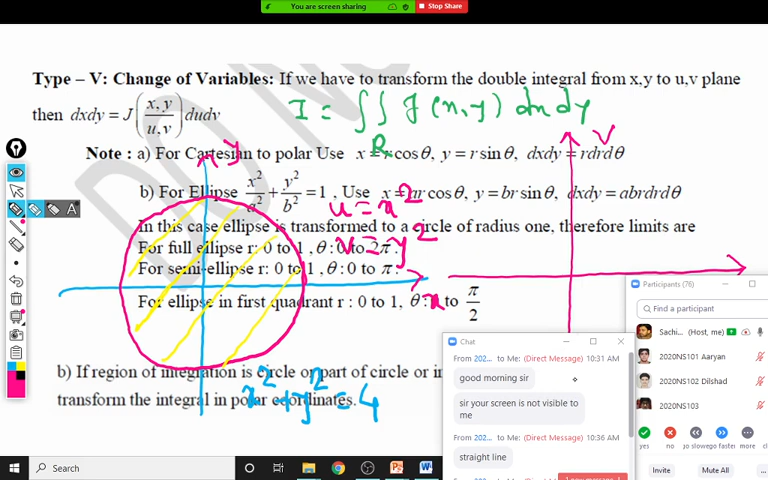 You are screen sharing
Stop Share
Type – V: Change of Variables: If we have to transform the double integral from x,y to u,v plane
then dxdy = J(x,y / u,v) dudv
I = ∬ f(x,y) dxdy
R
Note : a) For Cartesian to polar Use x = r cosθ, y = r sinθ, dxdy = rdrdθ
y
V
b) For Ellipse x²/a² + y²/b² = 1, Use x = ar cosθ, y = br sinθ, dxdy = abrdrdθ
u = x²
In this case ellipse is transformed to a circle of radius one, therefore limits are
For full ellipse r: 0 to 1, θ:0 to 2π
v = y²
For semi-ellipse r: 0 to 1, θ:0 to π
For ellipse in first quadrant r : 0 to 1, θ: to π/2
x
b) If region of integration is circle or part of circle or in
transform the integral in polar coordinates.
x² + y² = 4
Participants (76)
Find a participant
Sachi... (Host, me)
2020NS101 Aaryan
2020NS102 Dilshad
2020NS103
yes
no
go slower
go faster
more
Invite
Mute All
...
Chat
From 202... to Me: (Direct Message) 10:31 AM
good morning sir
sir your screen is not visible to
me
From 202... to Me: (Direct Message) 10:36 AM
straight line
Search